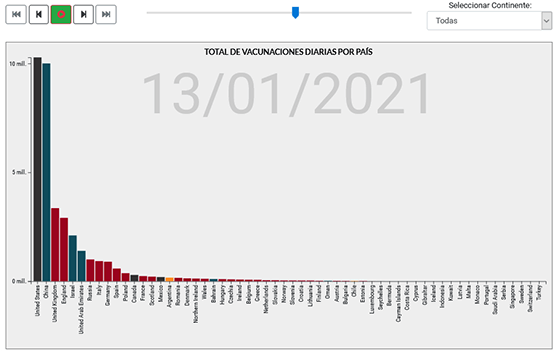 Seleccionar Continente:
Todas
TOTAL DE VACUNACIONES DIARIAS POR PAÍS
13/01/2021
10 mill.
5 mill.
0 mill.
United States
China
United Kingdom
England
Israel
United Arab Emirates
Russia
Italy
Germany
Spain
Poland
Canada
France
Scotland
Mexico
Argentina
Romania
Denmark
Northern Ireland
Wales
Bahrain
Hungary
Czechia
Ireland
Belgium
Greece
Netherlands
Slovakia
Norway
Slovenia
Croatia
Lithuania
Finland
Oman
Austria
Bulgaria
Chile
Estonia
Luxembourg
Seychelles
Bermuda
Cayman Islands
Costa Rica
Cyprus
Gibraltar
Iceland
Indonesia
Kuwait
Latvia
Malta
Monaco
Portugal
Saudi Arabia
Serbia
Singapore
Sweden
Switzerland
Turkey